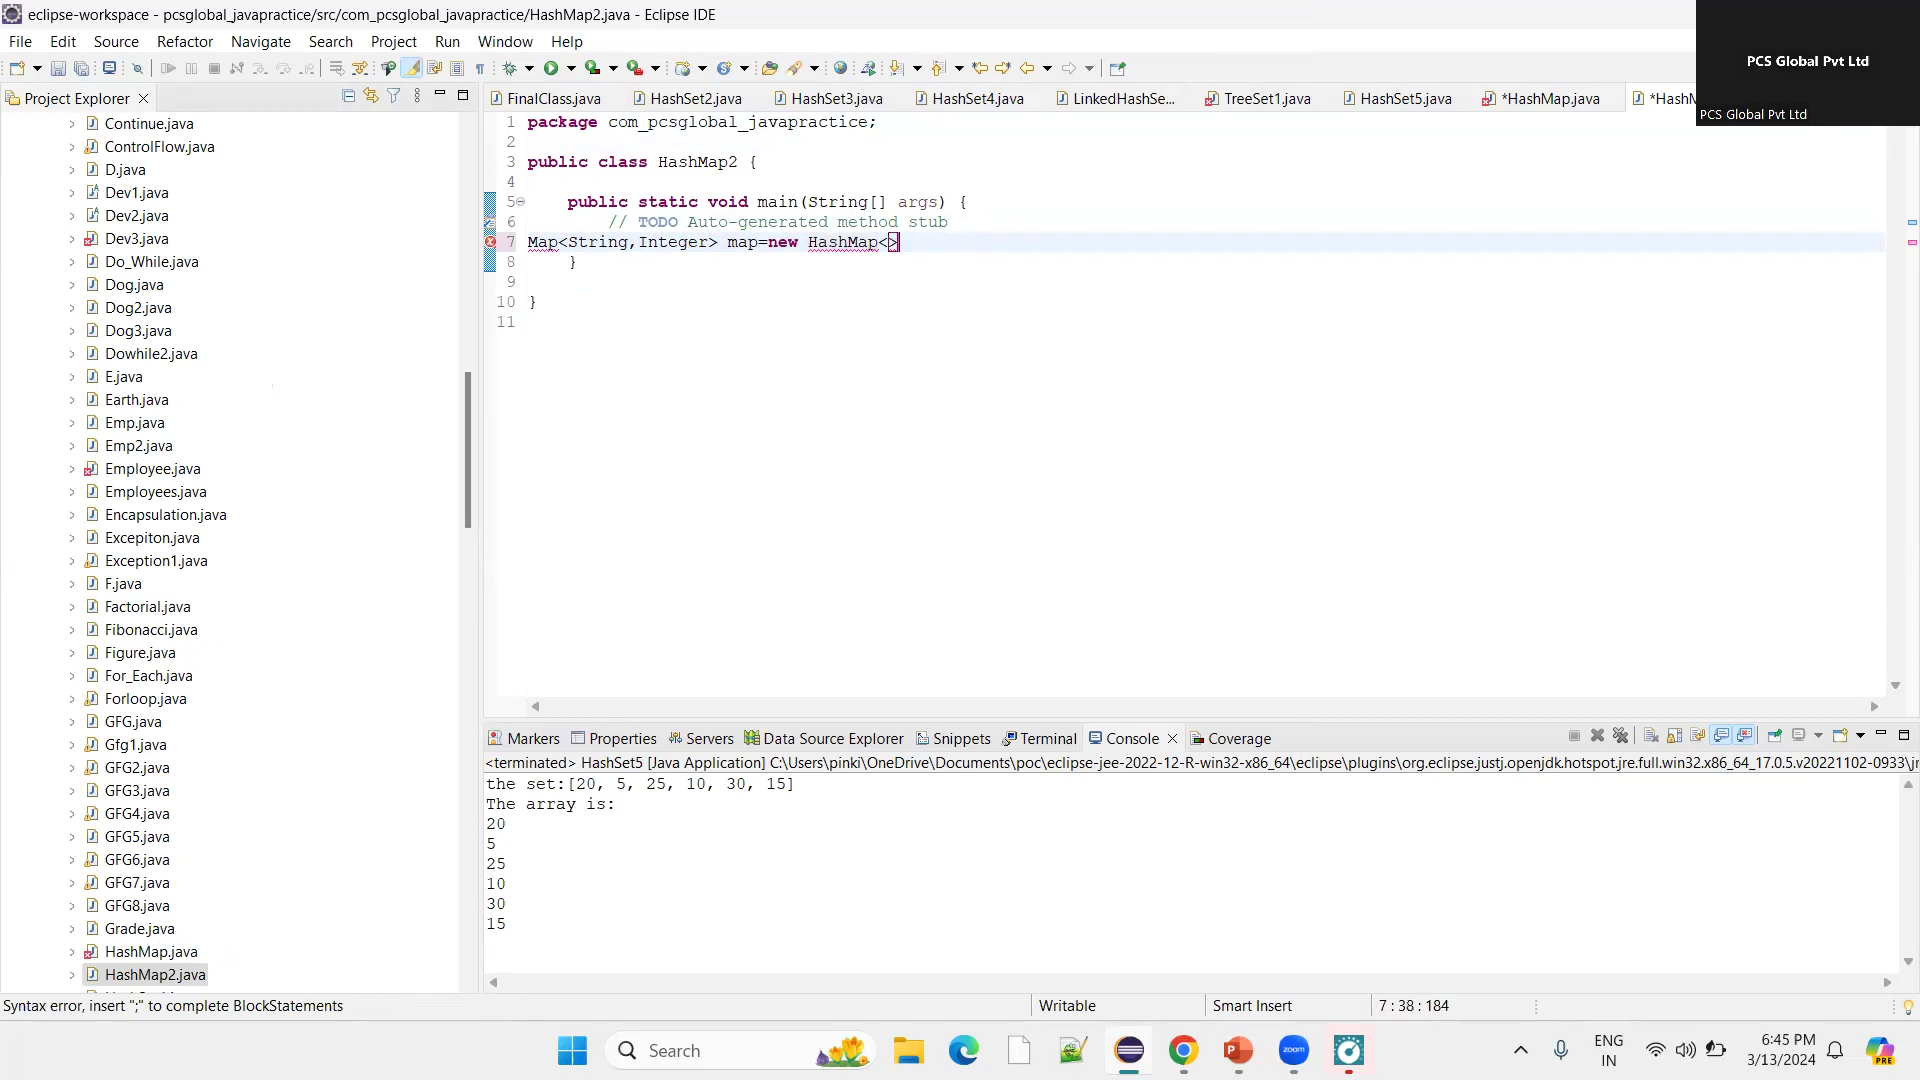 eclipse-workspace - pcsglobal_javapractice/src/com_pcsglobal_javapractice/HashMap2.java - Eclipse IDE
File Edit Source Refactor Navigate Search Project Run Window Help
PCS Global Pvt Ltd
PCS Global Pvt Ltd
Project Explorer
FinalClass.java HashSet2.java HashSet3.java HashSet4.java LinkedHashSe... TreeSet1.java HashSet5.java *HashMap.java *HashM
Continue.java
ControlFlow.java
D.java
Dev1.java
Dev2.java
Dev3.java
Do_While.java
Dog.java
Dog2.java
Dog3.java
Dowhile2.java
E.java
Earth.java
Emp.java
Emp2.java
Employee.java
Employees.java
Encapsulation.java
Excepiton.java
Exception1.java
F.java
Factorial.java
Fibonacci.java
Figure.java
For_Each.java
Forloop.java
GFG.java
Gfg1.java
GFG2.java
GFG3.java
GFG4.java
GFG5.java
GFG6.java
GFG7.java
GFG8.java
Grade.java
HashMap.java
HashMap2.java
1 package com_pcsglobal_javapractice;
2
3 public class HashMap2 {
4
5 public static void main(String[] args) {
6 // TODO Auto-generated method stub
7 Map<String,Integer> map=new HashMap<>
8 }
9
10 }
11
Markers Properties Servers Data Source Explorer Snippets Terminal Console Coverage
<terminated> HashSet5 [Java Application] C:\Users\pinki\OneDrive\Documents\poc\eclipse-jee-2022-12-R-win32-x86_64\eclipse\plugins\org.eclipse.justj.openjdk.hotspot.jre.full.win32.x86_64_17.0.5.v20221102-0933\jr
the set:[20, 5, 25, 10, 30, 15]
The array is:
20
5
25
10
30
15
Syntax error, insert ";" to complete BlockStatements
Writable Smart Insert 7 : 38 : 184
Search
zoom
ENG
IN
6:45 PM
3/13/2024
PRE